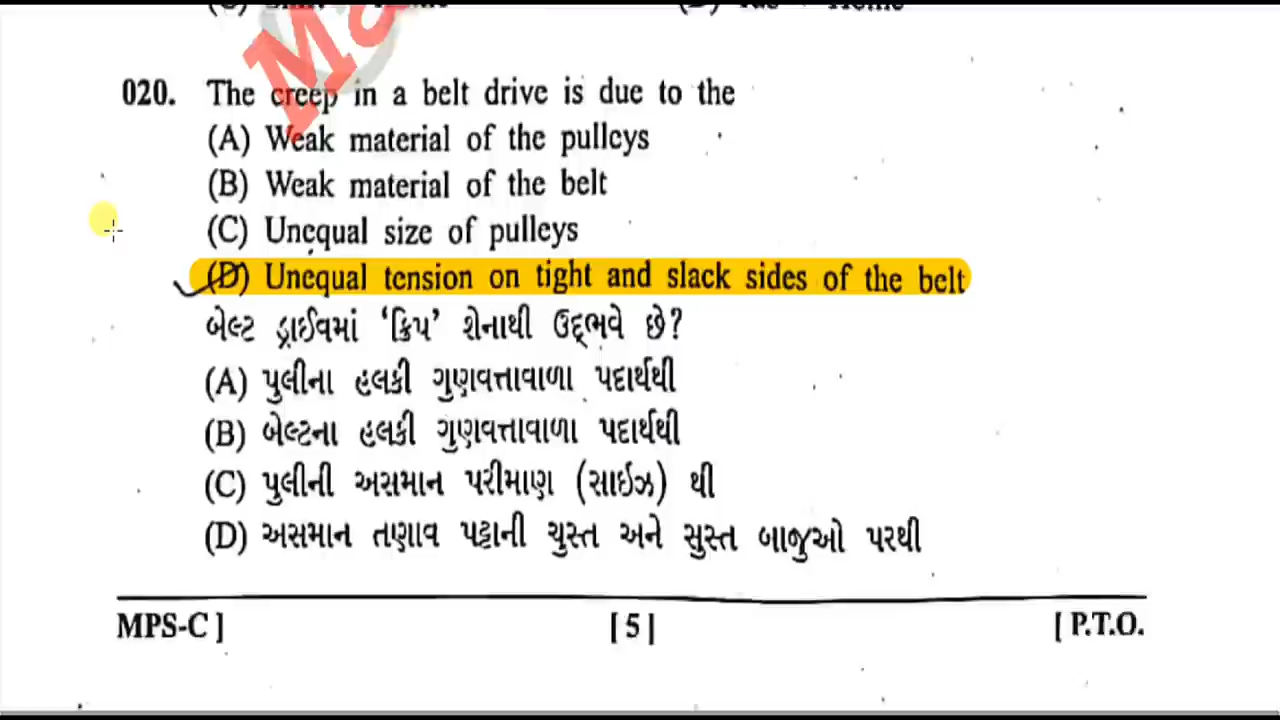 020. The creep in a belt drive is due to the
(A) Weak material of the pulleys
(B) Weak material of the belt
(C) Unequal size of pulleys
(D) Unequal tension on tight and slack sides of the belt
બેલ્ટ ડ્રાઈવમાં ‘ક્રિપ’ શેનાથી ઉદ્ભવે છે?
(A) પુલીના હલકી ગુણવત્તાવાળા પદાર્થથી
(B) બેલ્ટના હલકી ગુણવત્તાવાળા પદાર્થથી
(C) પુલીની અસમાન પરીમાણ (સાઈઝ) થી
(D) અસમાન તણાવ પટ્ટાની ચુસ્ત અને સુસ્ત બાજુઓ પરથી
MPS-C ] [ 5 ] [ P.T.O.